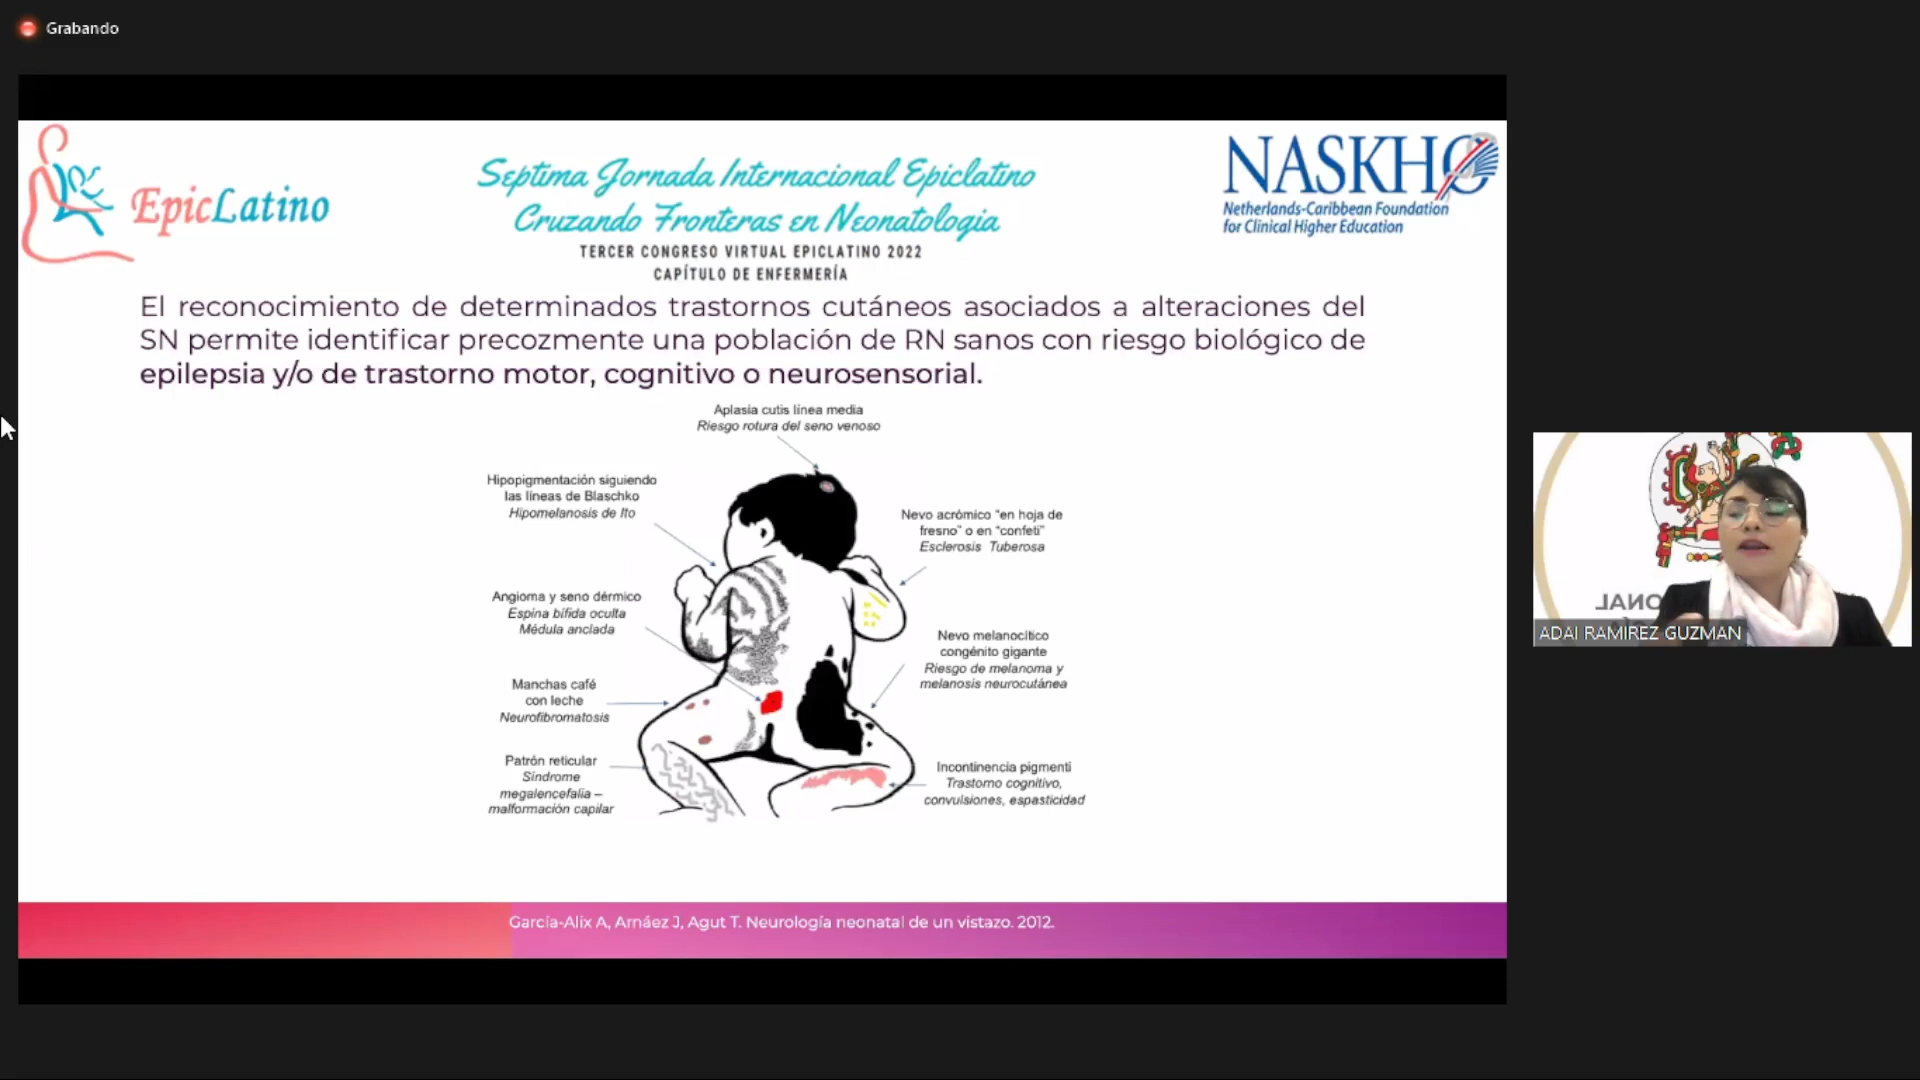 Grabando
EpicLatino
Septima Jornada Internacional Epiclatino
Cruzando Fronteras en Neonatologia
TERCER CONGRESO VIRTUAL EPICLATINO 2022
CAPÍTULO DE ENFERMERÍA
NASKHO
Netherlands-Caribbean Foundation
for Clinical Higher Education
El reconocimiento de determinados trastornos cutáneos asociados a alteraciones del
SN permite identificar precozmente una población de RN sanos con riesgo biológico de
epilepsia y/o de trastorno motor, cognitivo o neurosensorial.
Aplasia cutis línea media
Riesgo rotura del seno venoso
Hipopigmentación siguiendo
las líneas de Blaschko
Hipomelanosis de Ito
Nevo acrómico “en hoja de
fresno” o en “confeti”
Esclerosis Tuberosa
Angioma y seno dérmico
Espina bífida oculta
Médula anclada
Nevo melanocítico
congénito gigante
Riesgo de melanoma y
melanosis neurocutánea
Manchas café
con leche
Neurofibromatosis
Patrón reticular
Síndrome
megalencefalia –
malformación capilar
Incontinencia pigmenti
Trastorno cognitivo,
convulsiones, espasticidad
García-Alix A, Arnáez J, Agut T. Neurología neonatal de un vistazo. 2012.
ONAL
ADAI RAMIREZ GUZMAN